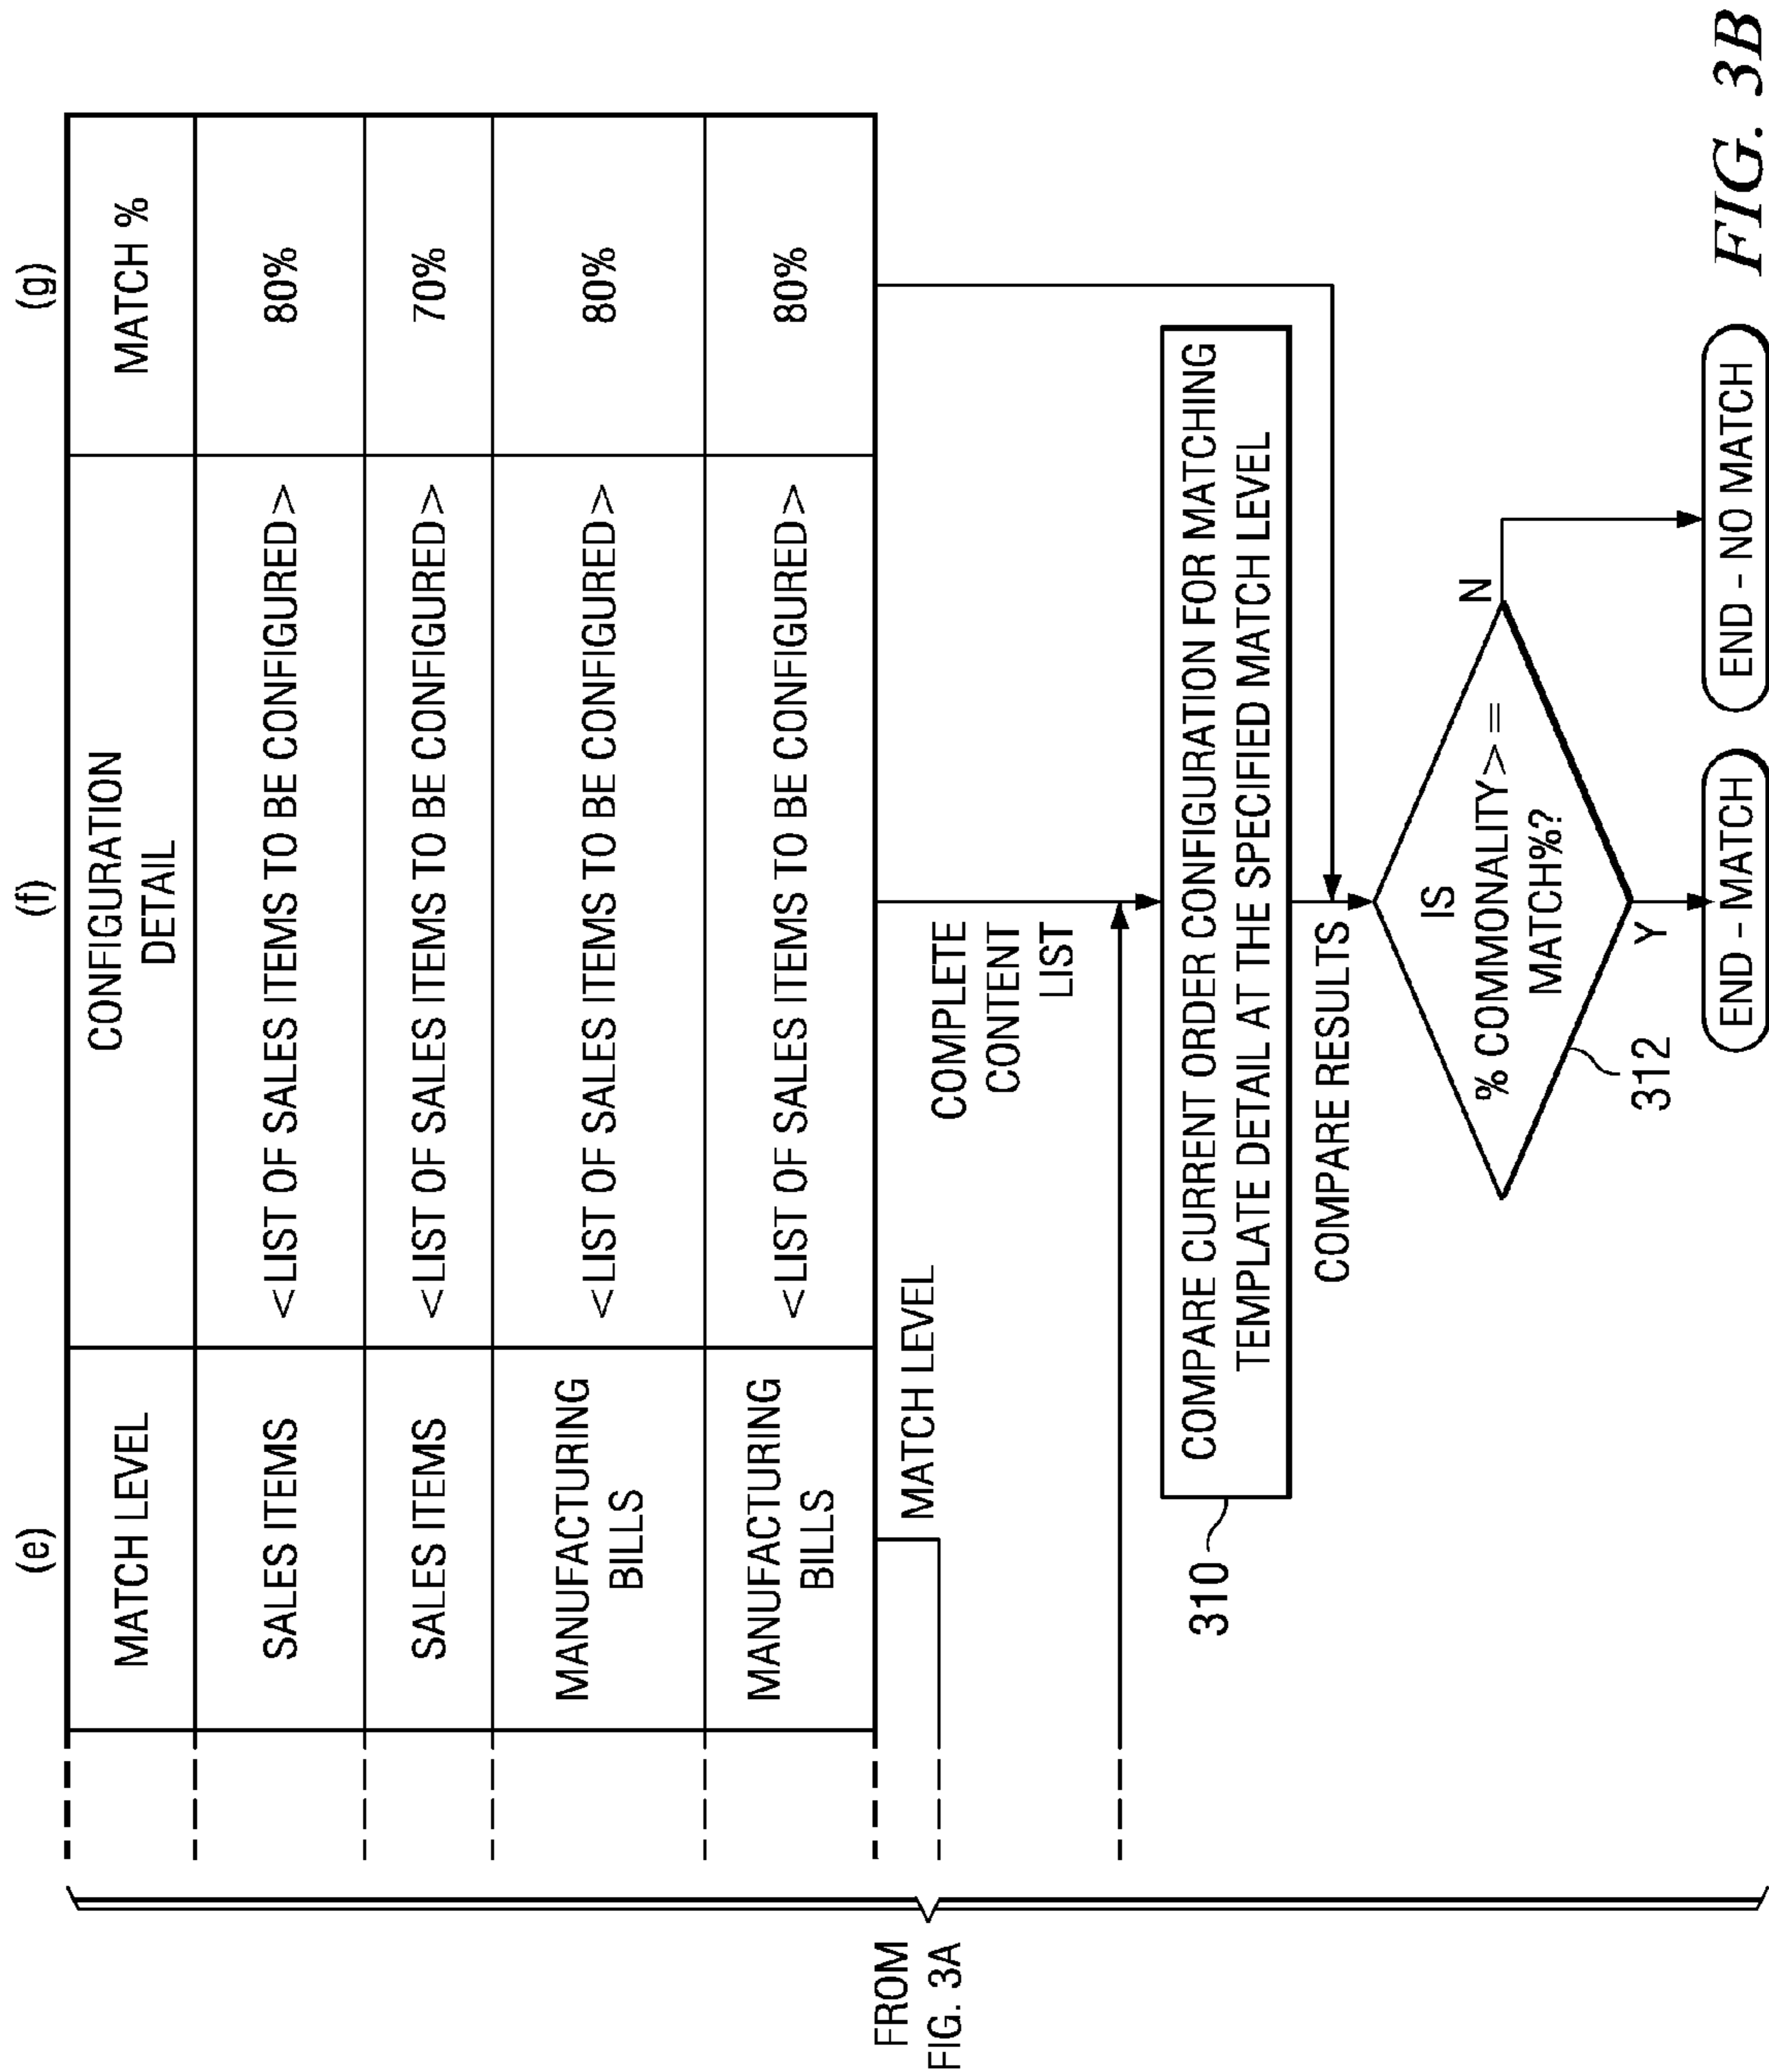 (e)
(f)
(g)
MATCH LEVEL
CONFIGURATION
DETAIL
MATCH %
SALES ITEMS
<LIST OF SALES ITEMS TO BE CONFIGURED>
80%
SALES ITEMS
<LIST OF SALES ITEMS TO BE CONFIGURED>
70%
MANUFACTURING
BILLS
<LIST OF SALES ITEMS TO BE CONFIGURED>
80%
MANUFACTURING
BILLS
<LIST OF SALES ITEMS TO BE CONFIGURED>
80%
FROM
FIG. 3A
MATCH LEVEL
COMPLETE
CONTENT
LIST
310
COMPARE CURRENT ORDER CONFIGURATION FOR MATCHING
TEMPLATE DETAIL AT THE SPECIFIED MATCH LEVEL
COMPARE RESULTS
IS
% COMMONALITY >=
MATCH%?
N
312
Y
END - MATCH
END - NO MATCH
FIG. 3B